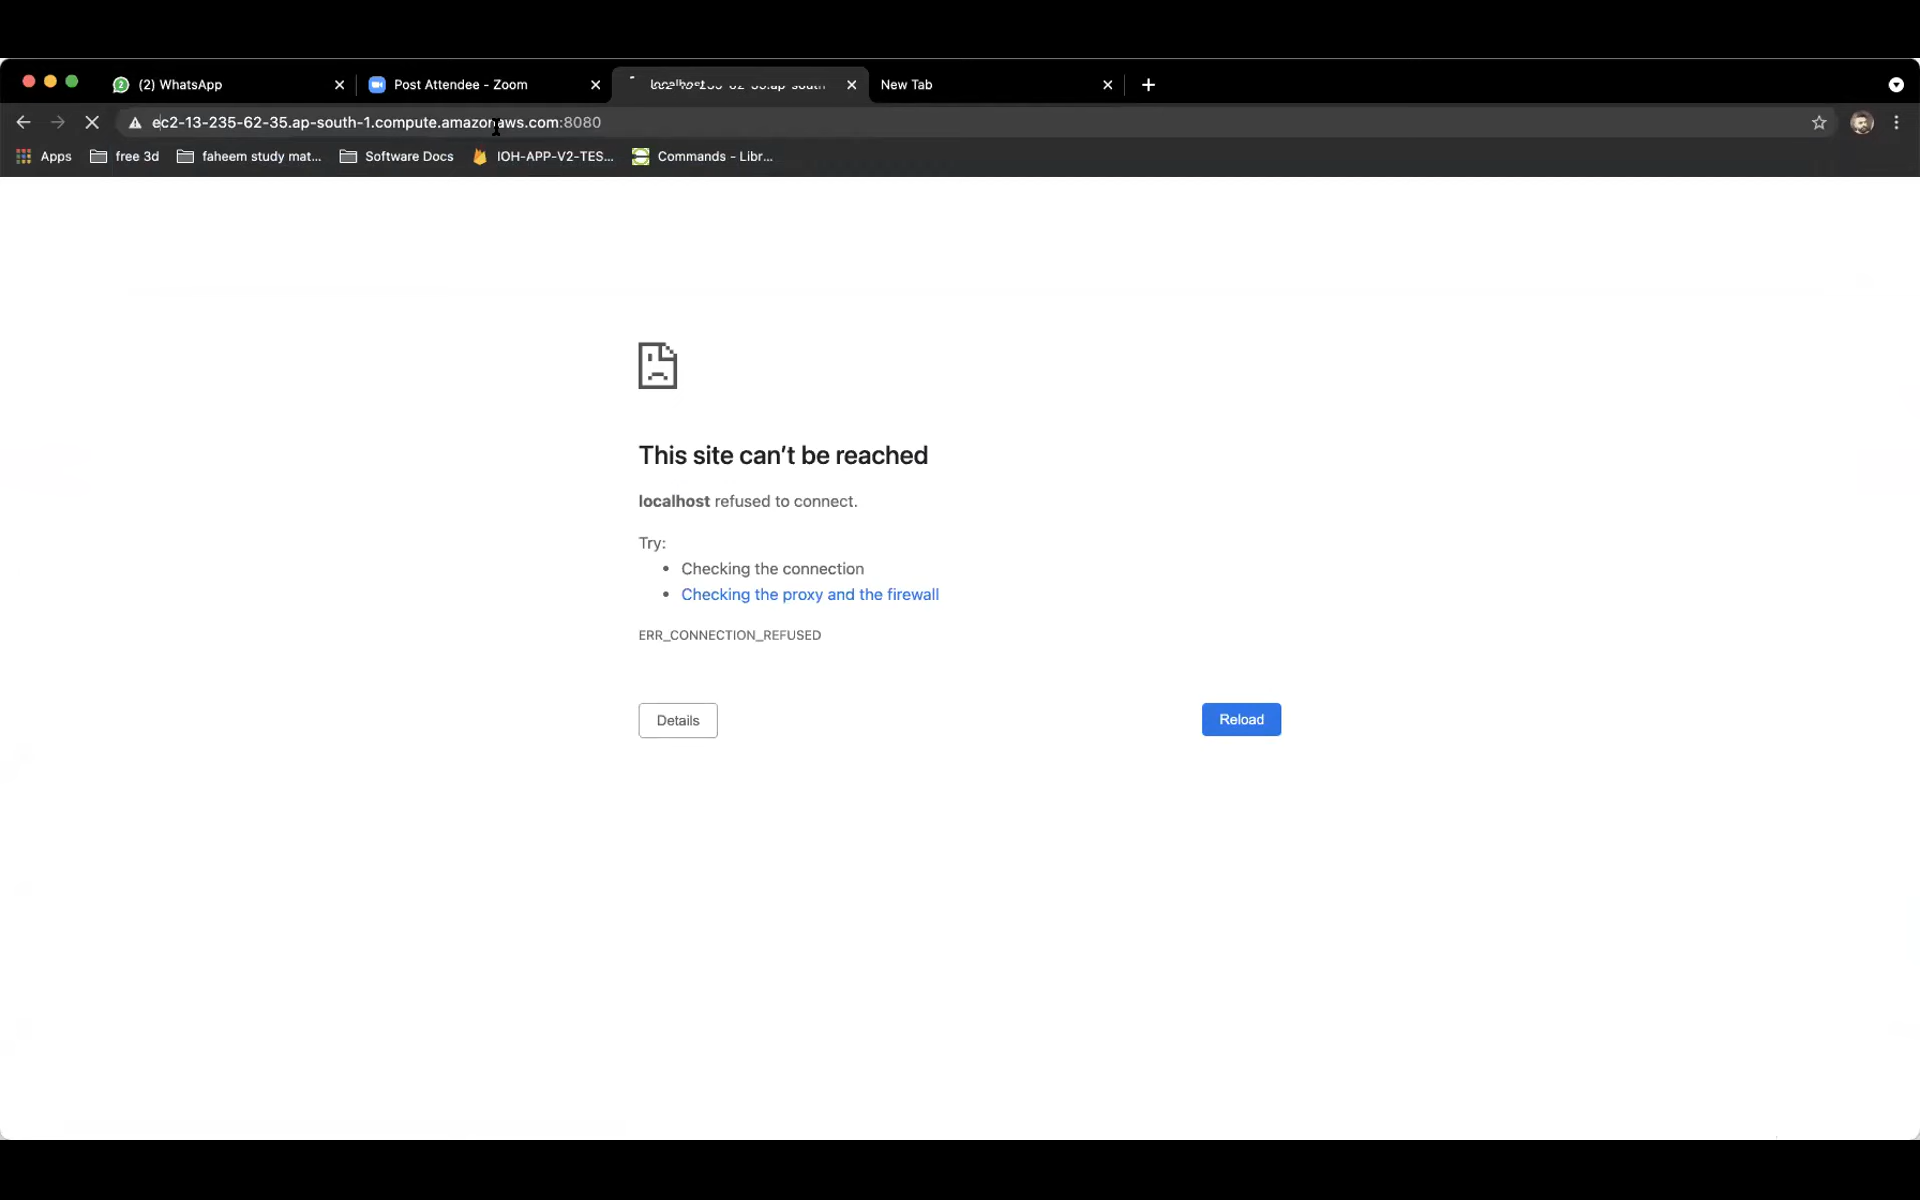 (2) WhatsApp
Post Attendee - Zoom
New Tab
ec2-13-235-62-35.ap-south-1.compute.amazonaws.com:8080
Apps
free 3d
faheem study mat...
Software Docs
IOH-APP-V2-TES...
Commands - Libr...
This site can't be reached
localhost refused to connect.
Try:
• Checking the connection
• Checking the proxy and the firewall
ERR_CONNECTION_REFUSED
Details
Reload